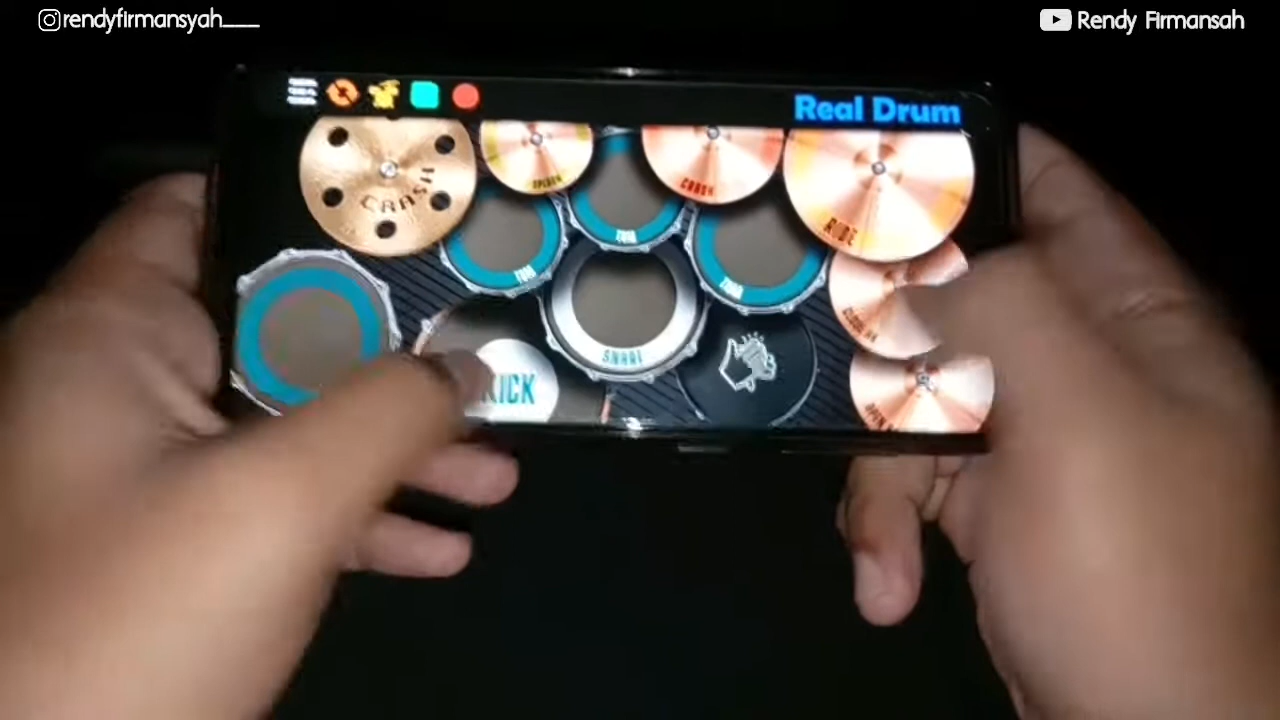 rendyfirmansyah___
Rendy Firmansah
Real Drum
CRASH
SPLASH
CRASH
RIDE
TOM
TOM
TOM
SNARE
KICK